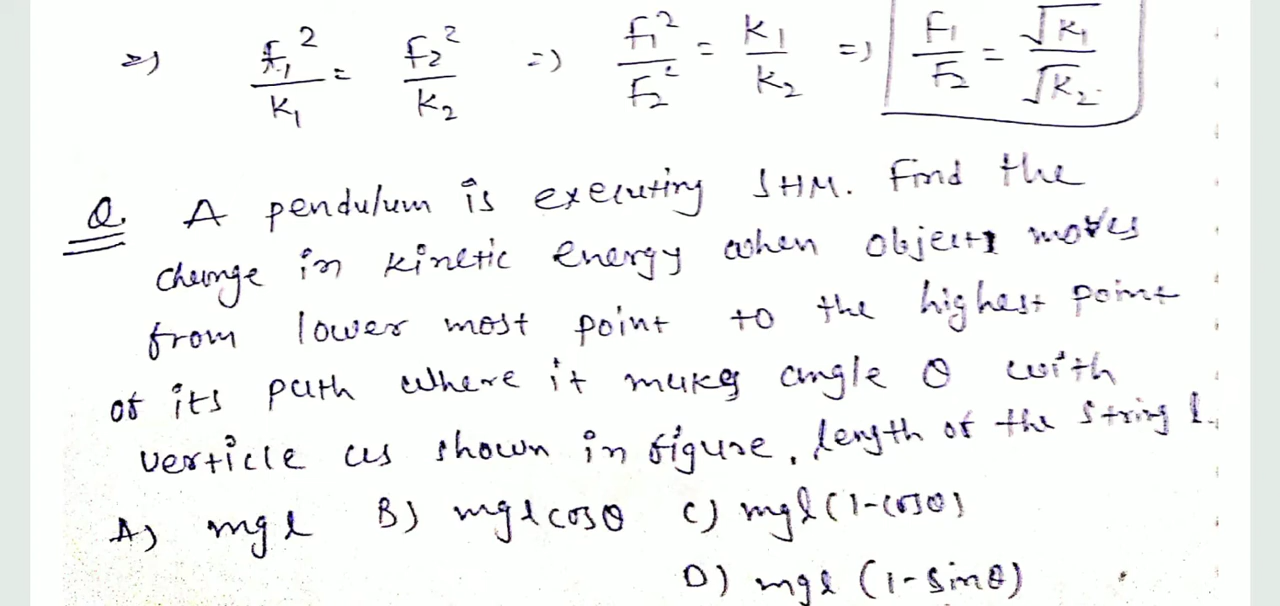 =) f₁²/K₁ = F₂²/K₂ =) f₁²/F₂² = K₁/K₂ =) F₁/F₂ = √K₁/√K₂
Q. A pendulum is executing SHM. Find the
change in kinetic energy when object moves
from lower most point to the highest point
of its path where it makes angle θ with
verticle as shown in figure, length of the string l.
A) mgl B) mglcosθ C) mgl(1-cosθ)
D) mgl (1-sinθ)